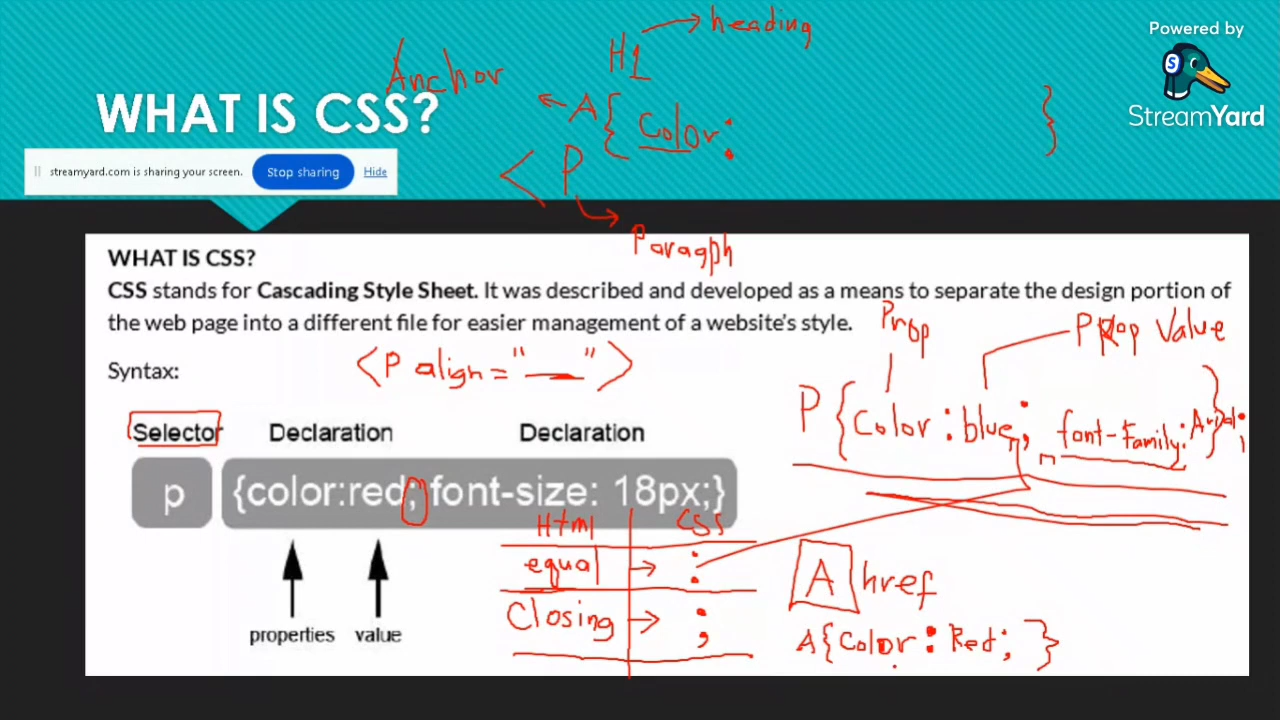 Powered by
StreamYard
H1 → heading
Anchor ← A { Color: }
WHAT IS CSS?
streamyard.com is sharing your screen. Stop sharing Hide
< P
Paragph
WHAT IS CSS?
CSS stands for Cascading Style Sheet. It was described and developed as a means to separate the design portion of
the web page into a different file for easier management of a website's style.
Prop
Prop Value
Syntax:
<P align = "__">
P { Color : blue; font-Family: Arial; }
Selector Declaration Declaration
p {color:red; font-size: 18px;}
Html CSS
equal → :
Closing → ;
A href
A{Color : Red; }
properties value